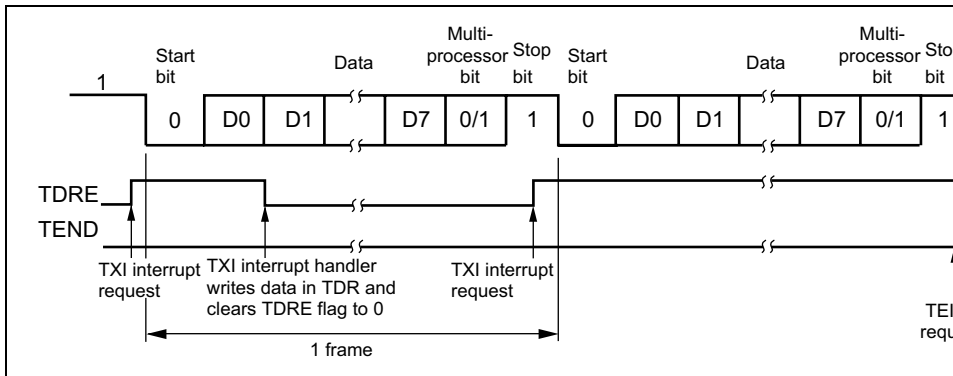 Multi-
processor
bit
Multi-
processor
bit
Start
bit
Data
Stop
bit
Start
bit
Data
1
0
D0
D1
D7
0/1
1
0
D0
D1
D7
0/1
1
TDRE
TEND
TXI interrupt
request
TXI interrupt handler
writes data in TDR and
clears TDRE flag to 0
TXI interrupt
request
1 frame
bit